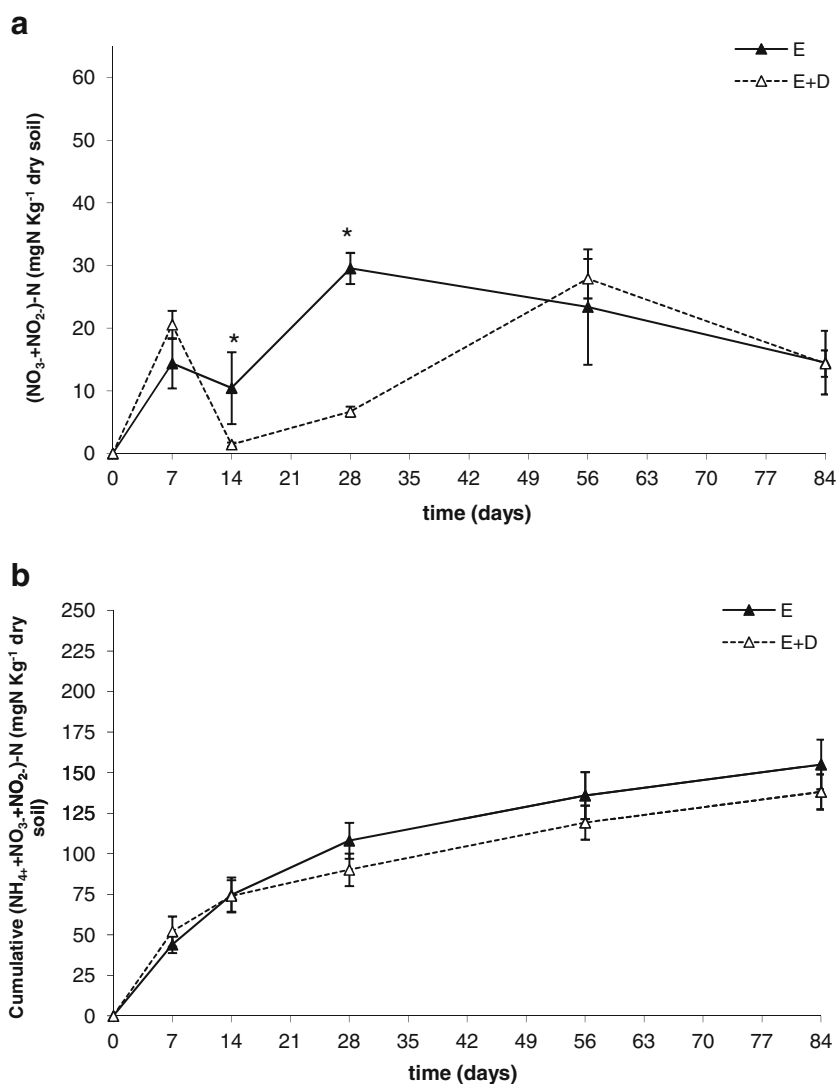 a
E
E+D
(NO₃-+NO₂-)-N (mgN Kg⁻¹ dry soil)
60
50
40
30
20
10
0
*
*
0 7 14 21 28 35 42 49 56 63 70 77 84
time (days)
b
E
E+D
Cumulative (NH₄₊+NO₃-+NO₂-)-N (mgN Kg⁻¹ dry
soil)
250
225
200
175
150
125
100
75
50
25
0
0 7 14 21 28 35 42 49 56 63 70 77 84
time (days)